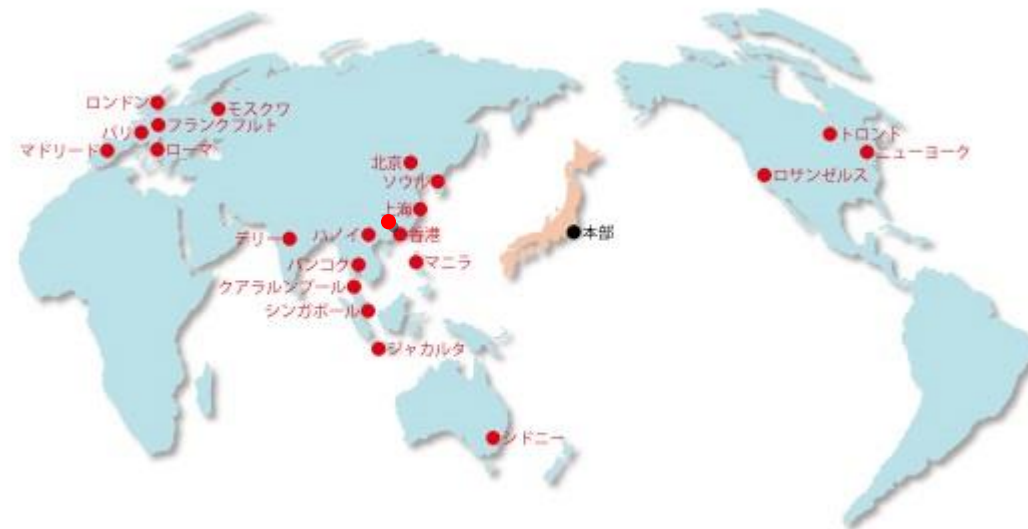 ロンドン
モスクワ
パリ
フランクフルト
マドリード
ローマ
北京
ソウル
上海
デリー
ハノイ
香港
バンコク
マニラ
クアラルンプール
シンガポール
ジャカルタ
シドニー
本部
トロント
ニューヨーク
ロサンゼルス